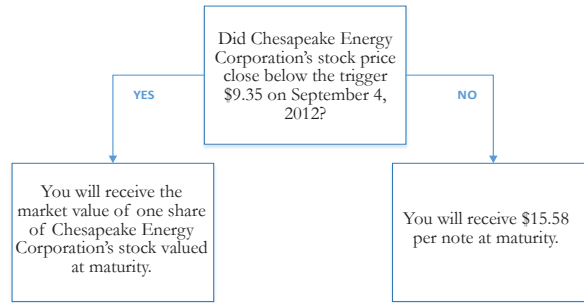 Did Chesapeake Energy
Corporation's stock price
close below the trigger
$9.35 on September 4,
2012?
YES
NO
You will receive the
market value of one share
of Chesapeake Energy
Corporation's stock valued
at maturity.
You will receive $15.58
per note at maturity.